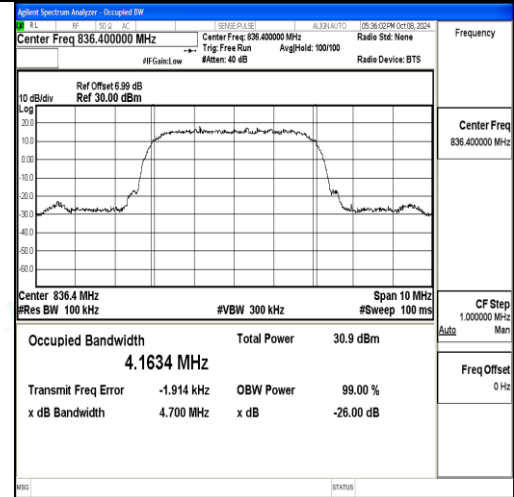 Agilent Spectrum Analyzer - Occupied BW
RL RF 50 Ω AC SENSE:PULSE ALIGN AUTO 05:36:02 PM Oct 08, 2024
Center Freq 836.400000 MHz Center Freq: 836.400000 MHz Radio Std: None Frequency
Trig: Free Run Avg|Hold: 100/100
#IFGain:Low #Atten: 40 dB Radio Device: BTS
Ref Offset 6.99 dB
10 dB/div Ref 30.00 dBm
Log
20.0
10.0
0.00
-10.0
-20.0
-30.0
-40.0
-50.0
-60.0
Center Freq
836.400000 MHz
Center 836.4 MHz Span 10 MHz
#Res BW 100 kHz #VBW 300 kHz #Sweep 100 ms
CF Step
1.000000 MHz
Auto Man
Occupied Bandwidth Total Power 30.9 dBm
4.1634 MHz
Freq Offset
0 Hz
Transmit Freq Error -1.914 kHz OBW Power 99.00 %
x dB Bandwidth 4.700 MHz x dB -26.00 dB
MSG STATUS